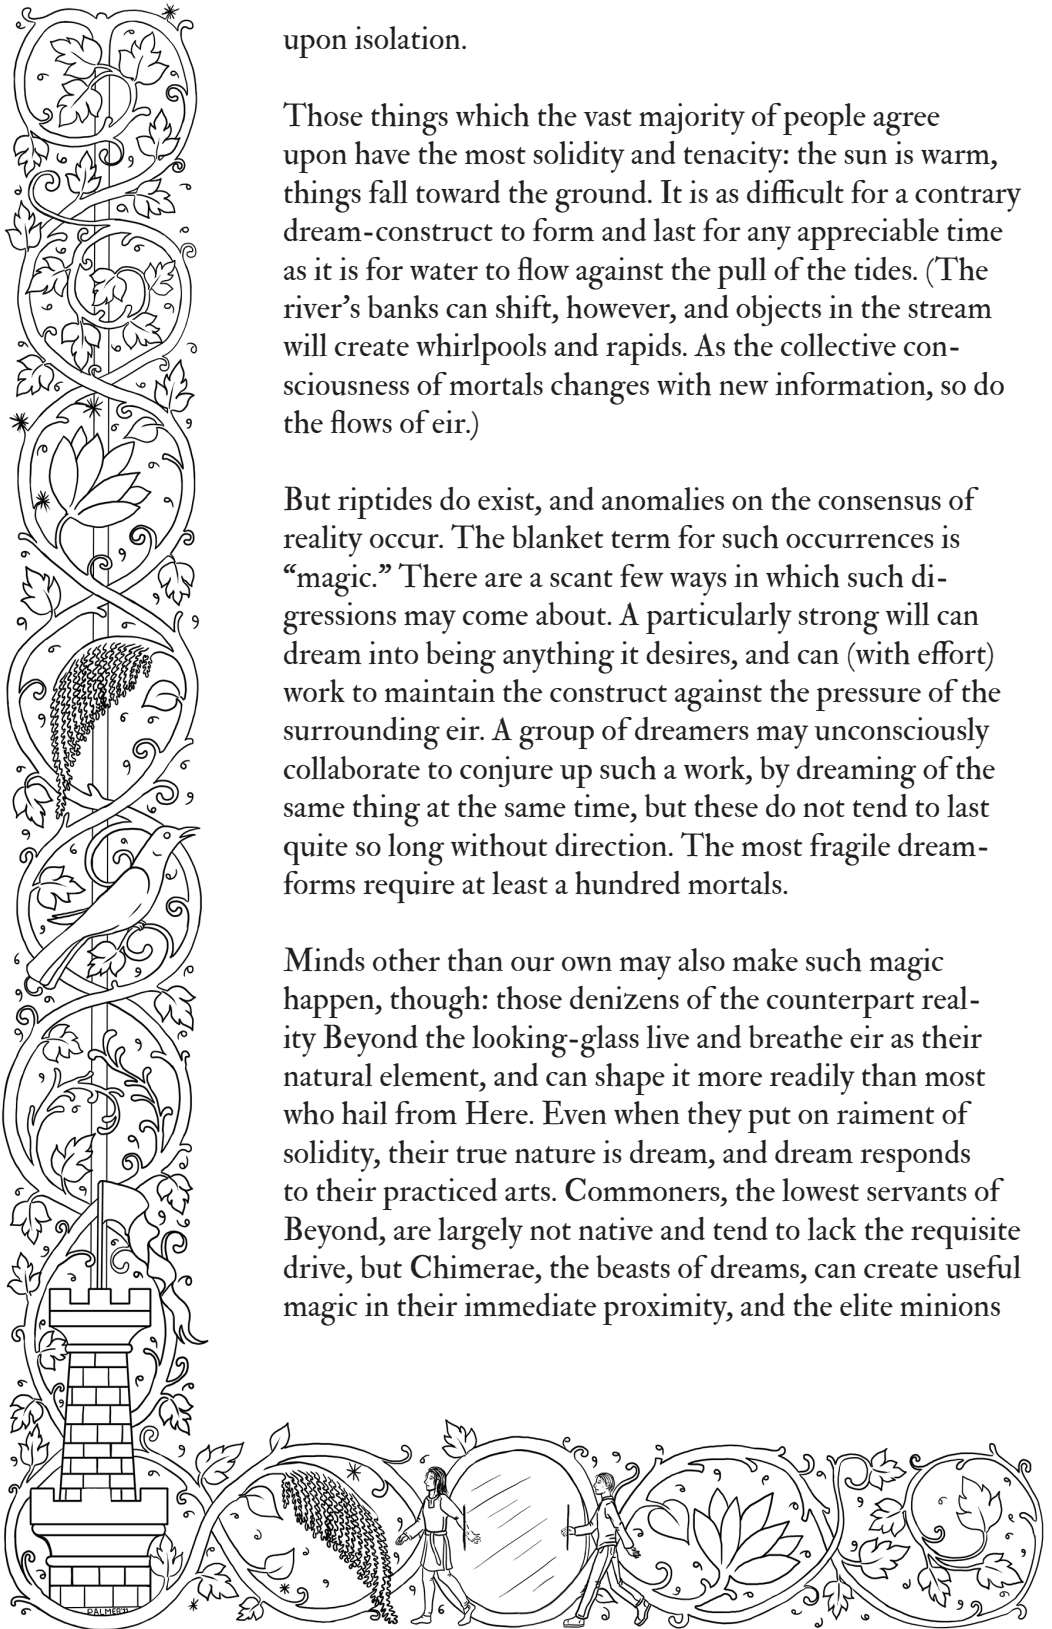 upon isolation.
Those things which the vast majority of people agree
upon have the most solidity and tenacity: the sun is warm,
things fall toward the ground. It is as difficult for a contrary
dream-construct to form and last for any appreciable time
as it is for water to flow against the pull of the tides. (The
river’s banks can shift, however, and objects in the stream
will create whirlpools and rapids. As the collective con-
sciousness of mortals changes with new information, so do
the flows of eir.)
But riptides do exist, and anomalies on the consensus of
reality occur. The blanket term for such occurrences is
“magic.” There are a scant few ways in which such di-
gressions may come about. A particularly strong will can
dream into being anything it desires, and can (with effort)
work to maintain the construct against the pressure of the
surrounding eir. A group of dreamers may unconsciously
collaborate to conjure up such a work, by dreaming of the
same thing at the same time, but these do not tend to last
quite so long without direction. The most fragile dream-
forms require at least a hundred mortals.
Minds other than our own may also make such magic
happen, though: those denizens of the counterpart real-
ity Beyond the looking-glass live and breathe eir as their
natural element, and can shape it more readily than most
who hail from Here. Even when they put on raiment of
solidity, their true nature is dream, and dream responds
to their practiced arts. Commoners, the lowest servants of
Beyond, are largely not native and tend to lack the requisite
drive, but Chimerae, the beasts of dreams, can create useful
magic in their immediate proximity, and the elite minions